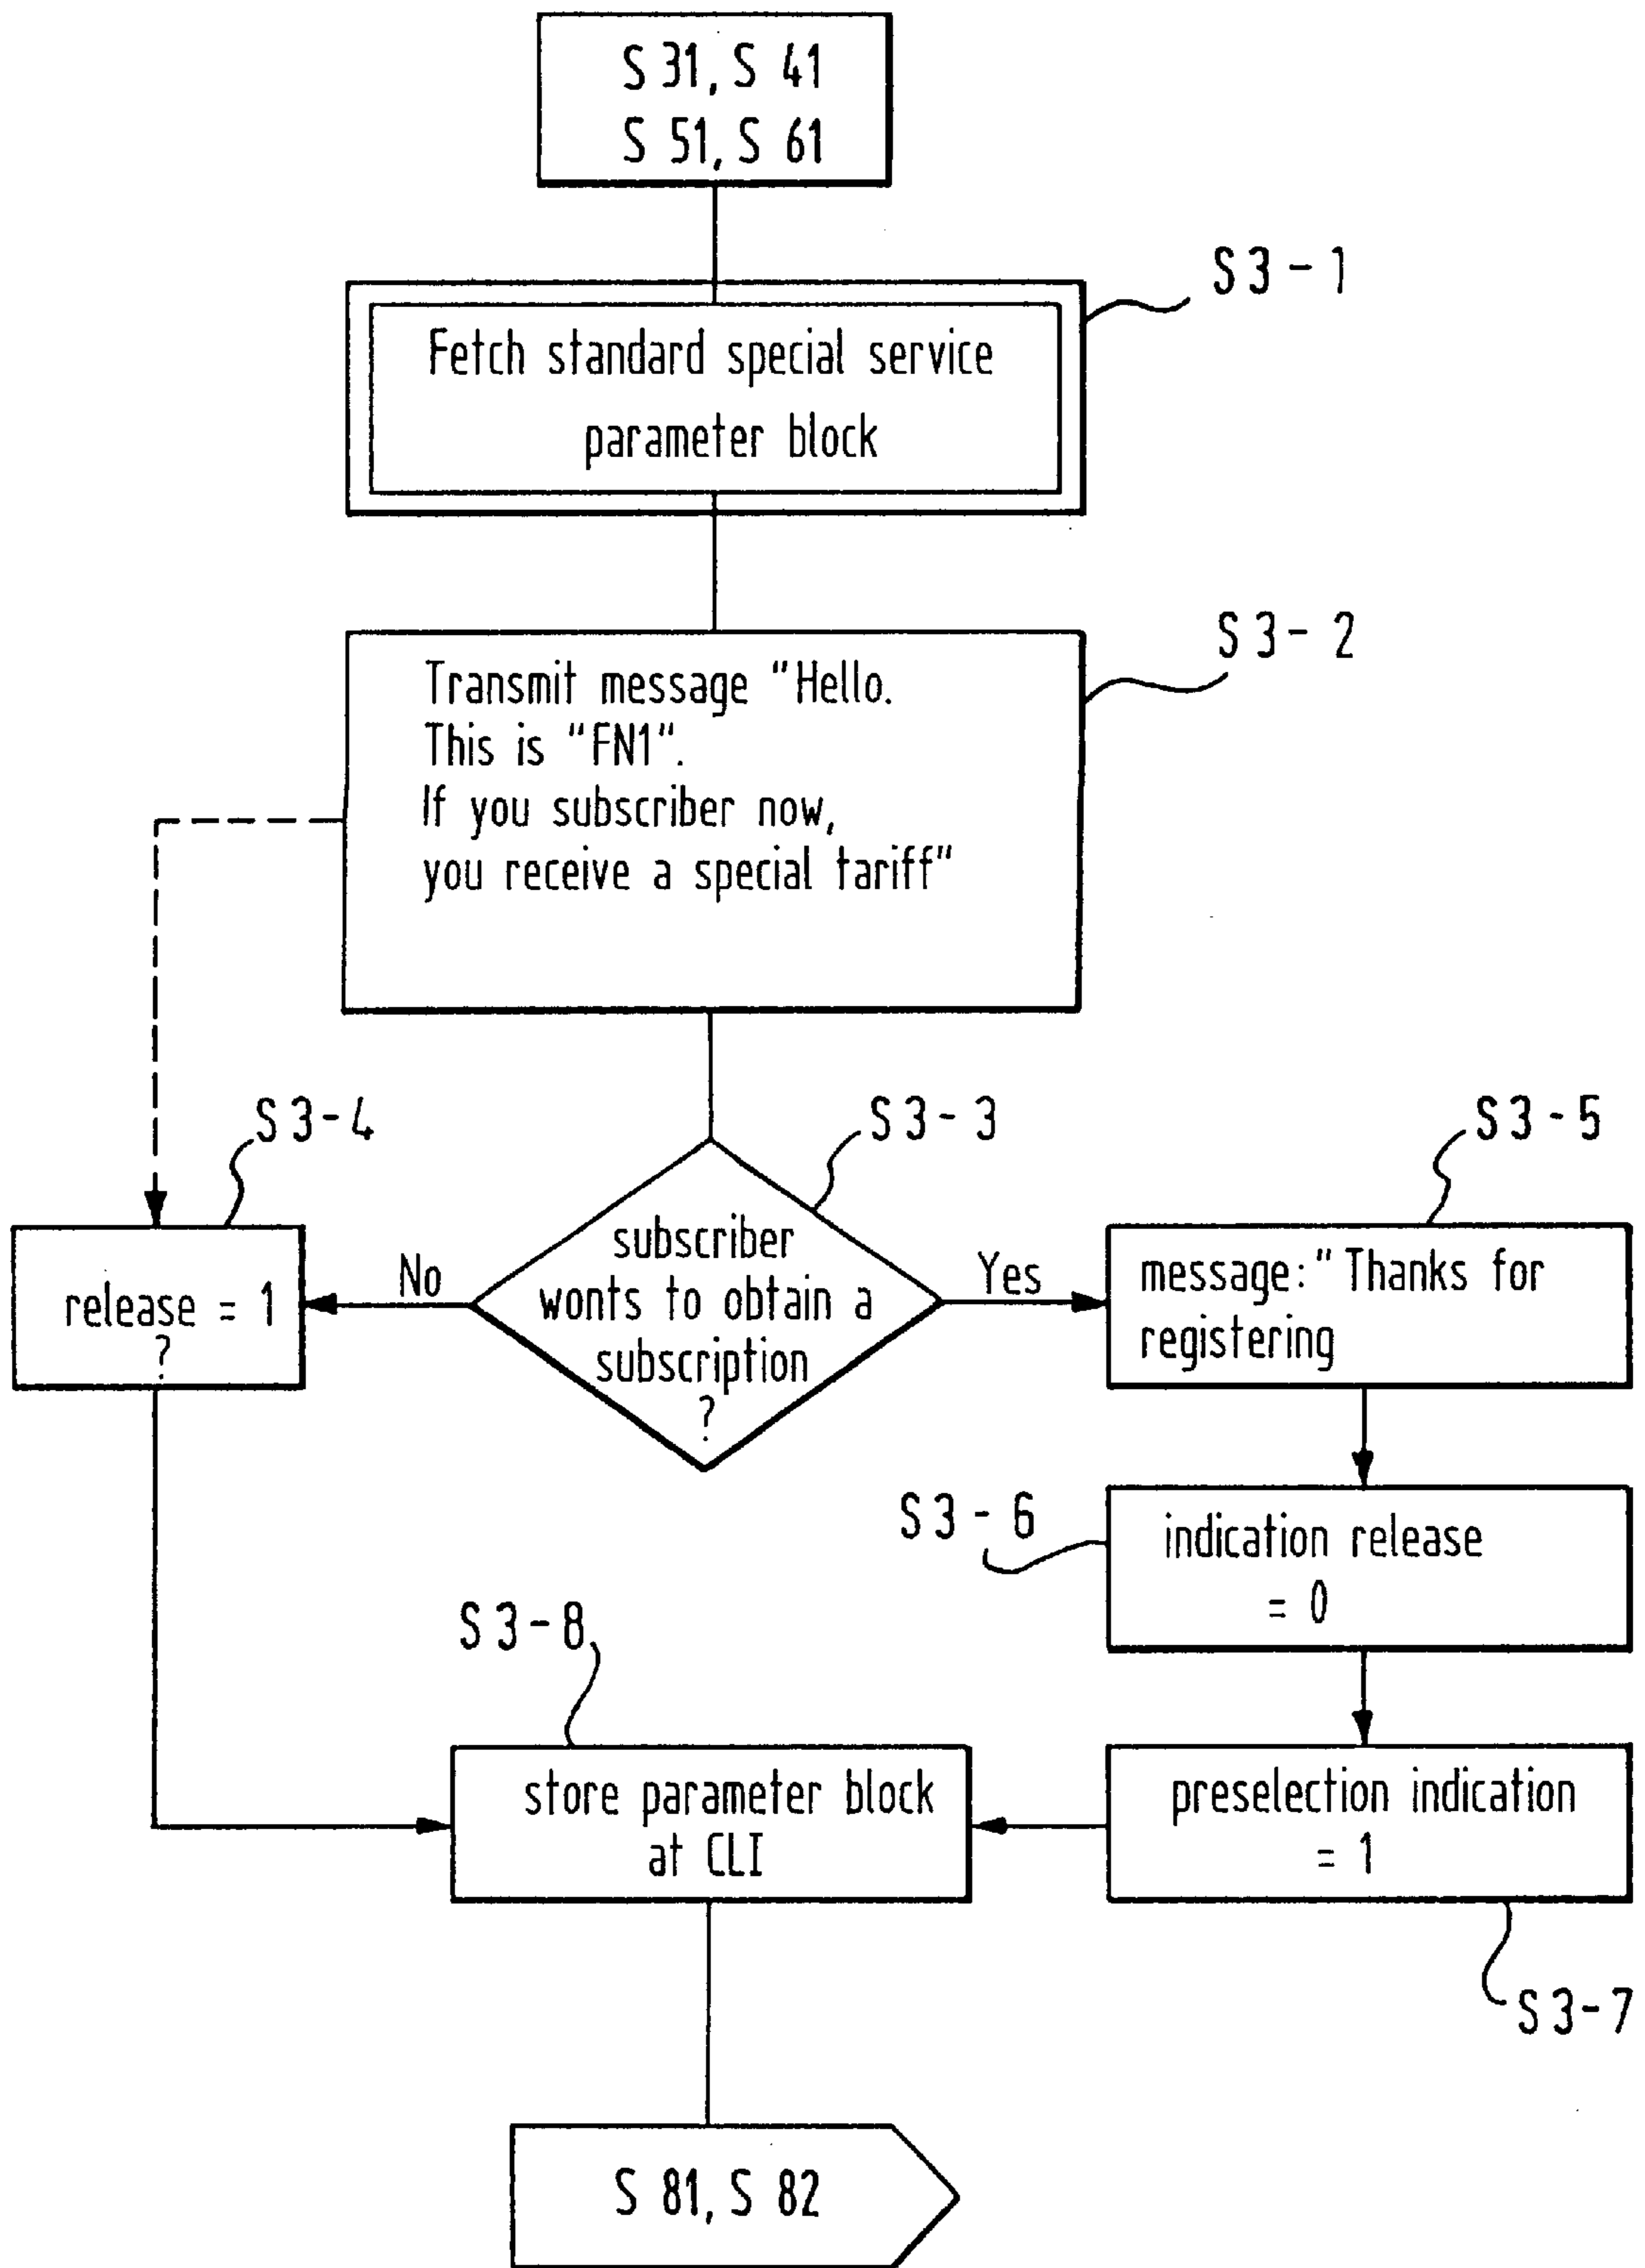 S 31, S 41
S 51, S 61
S 3 - 1
Fetch standard special service
parameter block
S 3 - 2
Transmit message "Hello.
This is "FN1".
If you subscriber now,
you receive a special tariff"
S 3 - 4
S 3 - 3
S 3 - 5
release = 1
?
No
subscriber
wonts to obtain a
subscription
?
Yes
message: "Thanks for
registering
S 3 - 6
indication release
= 0
S 3 - 8
store parameter block
at CLI
preselection indication
= 1
S 3 - 7
S 81, S 82